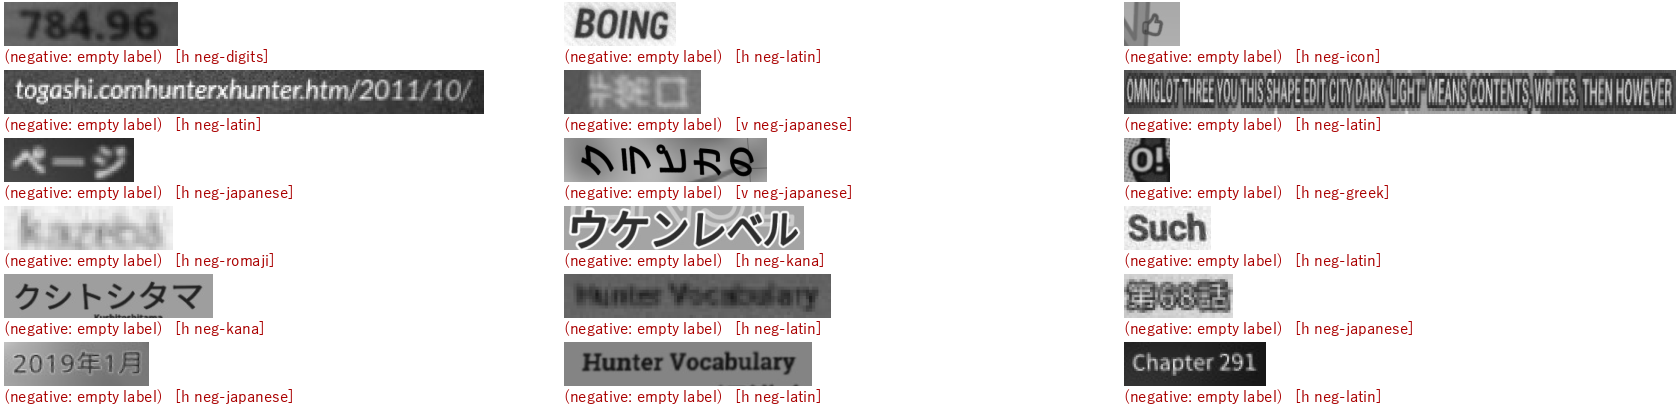 784.96
(negative: empty label) [h neg-digits]
BOING
(negative: empty label) [h neg-latin]
(negative: empty label) [h neg-icon]
togashi.comhunterxhunter.htm/2011/10/
(negative: empty label) [h neg-latin]
(negative: empty label) [v neg-japanese]
OMNIGLOT THREE YOU THIS SHAPE EDIT CITY DARK "LIGHT" MEANS CONTENTS, WRITES. THEN HOWEVER
(negative: empty label) [h neg-latin]
ページ
(negative: empty label) [h neg-japanese]
クラピカの
(negative: empty label) [v neg-japanese]
O!
(negative: empty label) [h neg-greek]
(negative: empty label) [h neg-romaji]
ウケンレベル
(negative: empty label) [h neg-kana]
Such
(negative: empty label) [h neg-latin]
クシトシタマ
(negative: empty label) [h neg-kana]
Hunter Vocabulary
(negative: empty label) [h neg-latin]
第68話
(negative: empty label) [h neg-japanese]
2019年1月
(negative: empty label) [h neg-japanese]
Hunter Vocabulary
(negative: empty label) [h neg-latin]
Chapter 291
(negative: empty label) [h neg-latin]